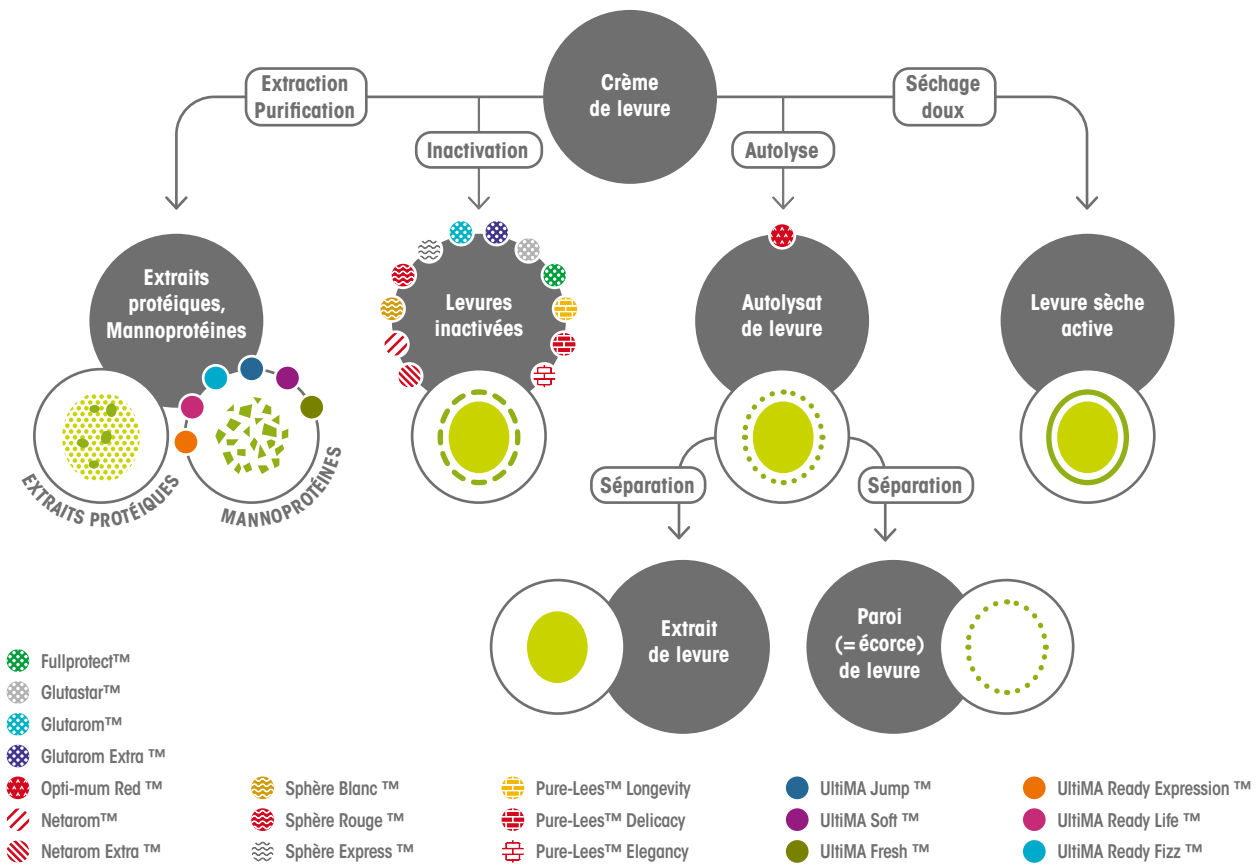 Extraction
Purification
Crème
de levure
Séchage
doux
Inactivation
Autolyse
Extraits
protéiques,
Mannoprotéines
Levures
inactivées
Autolysat
de levure
Levure sèche
active
EXTRAITS PROTÉIQUES
MANNOPROTÉINES
Séparation
Séparation
Extrait
de levure
Paroi
(= écorce)
de levure
Fullprotect™
Glutastar™
Glutarom™
Glutarom Extra ™
Opti-mum Red ™
Netarom™
Netarom Extra ™
Sphère Blanc ™
Sphère Rouge ™
Sphère Express ™
Pure-Lees™ Longevity
Pure-Lees™ Delicacy
Pure-Lees™ Elegancy
UltiMA Jump ™
UltiMA Soft ™
UltiMA Fresh ™
UltiMA Ready Expression ™
UltiMA Ready Life ™
UltiMA Ready Fizz ™